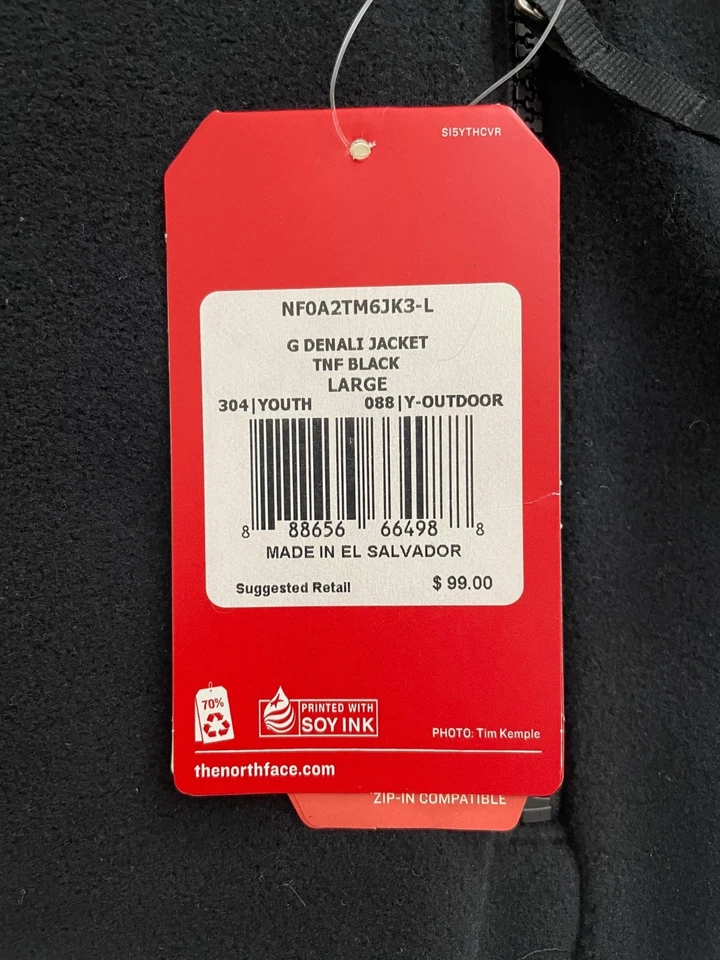 SI5YTHCVR
NF0A2TM6JK3-L
G DENALI JACKET
TNF BLACK
LARGE
304|YOUTH 088|Y-OUTDOOR
8 88656 66498 8
MADE IN EL SALVADOR
Suggested Retail $ 99.00
70%
PRINTED WITH
SOY INK
PHOTO: Tim Kemple
thenorthface.com
ZIP-IN COMPATIBLE